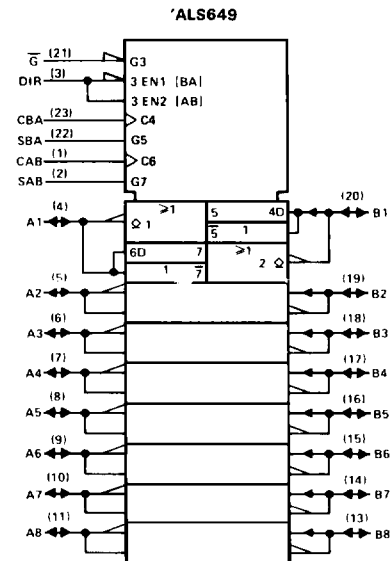 'ALS649
G̅ (21) G3
DIR (3) 3 EN1 [BA]
3 EN2 [AB]
CBA (23) C4
SBA (22) G5
CAB (1) C6
SAB (2) G7
A1 (4) ⩾1 5 4D (20) B1
◇ 1 5̅ 1
6D 7 ⩾1
1 7̅ 2 ◇
A2 (5) (19) B2
A3 (6) (18) B3
A4 (7) (17) B4
A5 (8) (16) B5
A6 (9) (15) B6
A7 (10) (14) B7
A8 (11) (13) B8